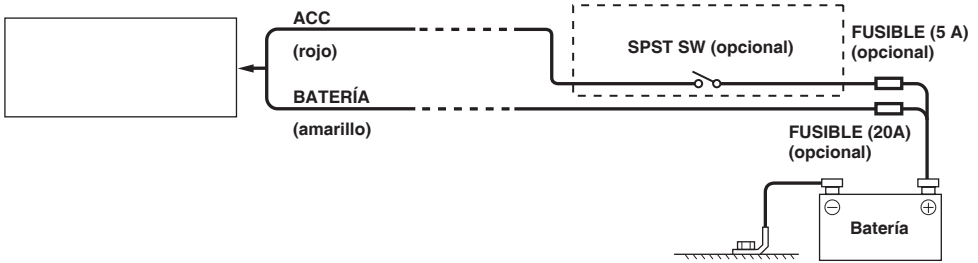 ACC
(rojo)
SPST SW (opcional)
FUSIBLE (5 A)
(opcional)
BATERÍA
(amarillo)
FUSIBLE (20A)
(opcional)
Batería